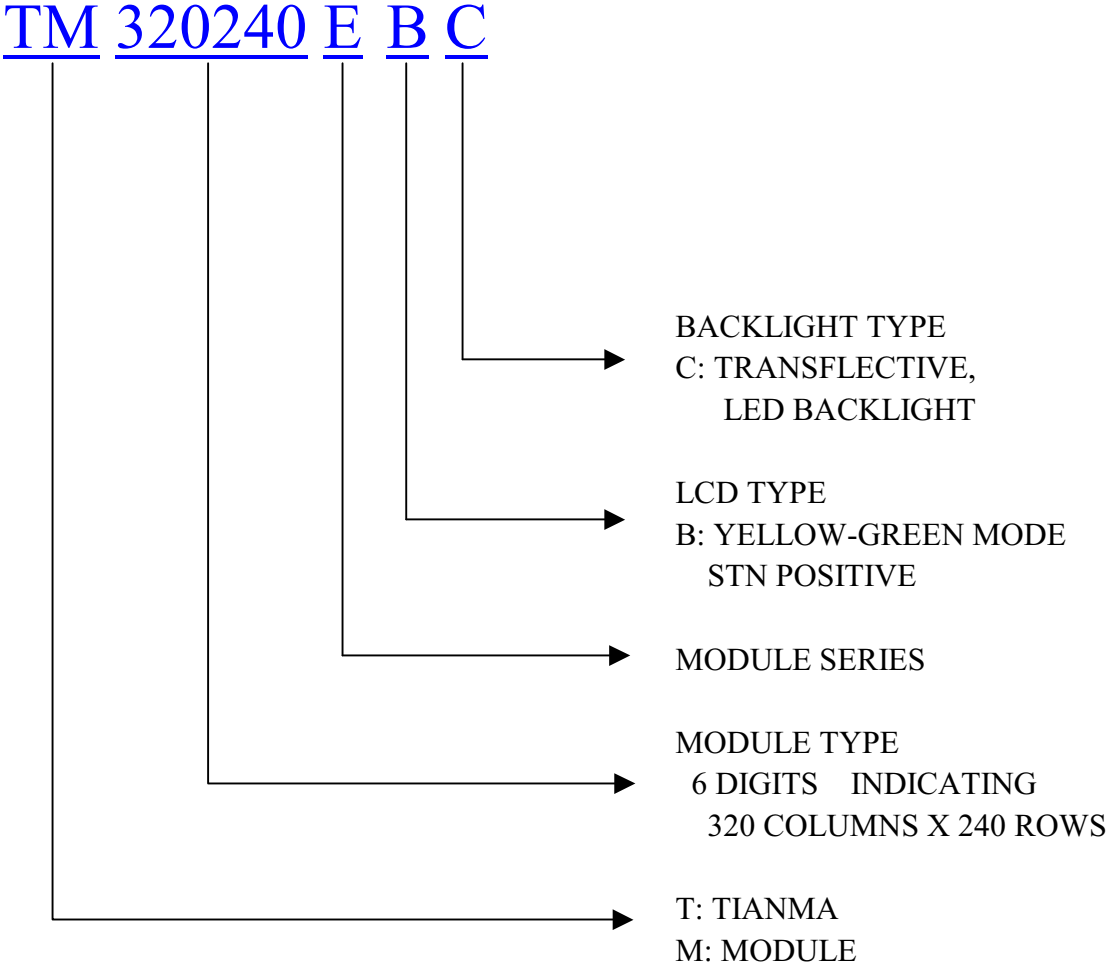 TM 320240 E B C
BACKLIGHT TYPE
C: TRANSFLECTIVE,
LED BACKLIGHT
LCD TYPE
B: YELLOW-GREEN MODE
STN POSITIVE
MODULE SERIES
MODULE TYPE
6 DIGITS INDICATING
320 COLUMNS X 240 ROWS
T: TIANMA
M: MODULE